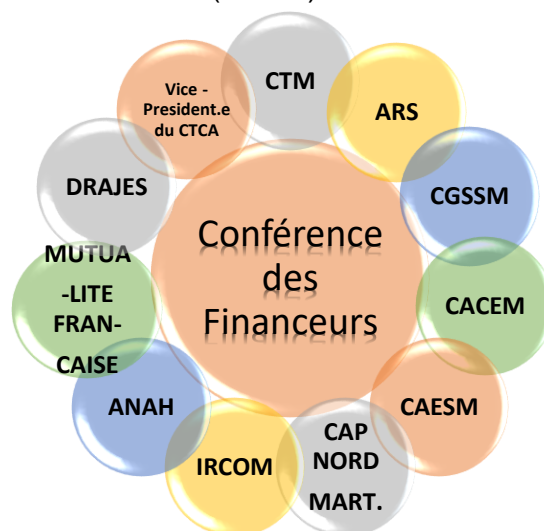 Vice -
President.e
du CTCA
CTM
ARS
CGSSM
CACEM
CAESM
CAP
NORD
MART.
IRCOM
ANAH
MUTUA
-LITE
FRAN-
CAISE
DRAJES
Conférence
des
Financeurs